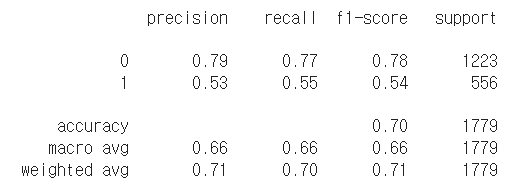 precision recall f1-score support
0 0.79 0.77 0.78 1223
1 0.53 0.55 0.54 556
accuracy 0.70 1779
macro avg 0.66 0.66 0.66 1779
weighted avg 0.71 0.70 0.71 1779